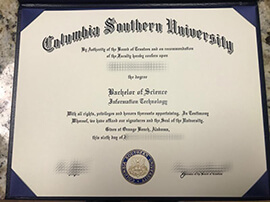 Columbia Southern University
By Authority of the Board of Trustees and on recommendation
of the Faculty hereby confers upon
the degree
Bachelor of Science
Information Technology
With all rights, privileges and honors thereunto appertaining. In Testimony
Whereof, we have affixed our signatures and the Seal of the University.
Given at Orange Beach, Alabama,
this sixth day of